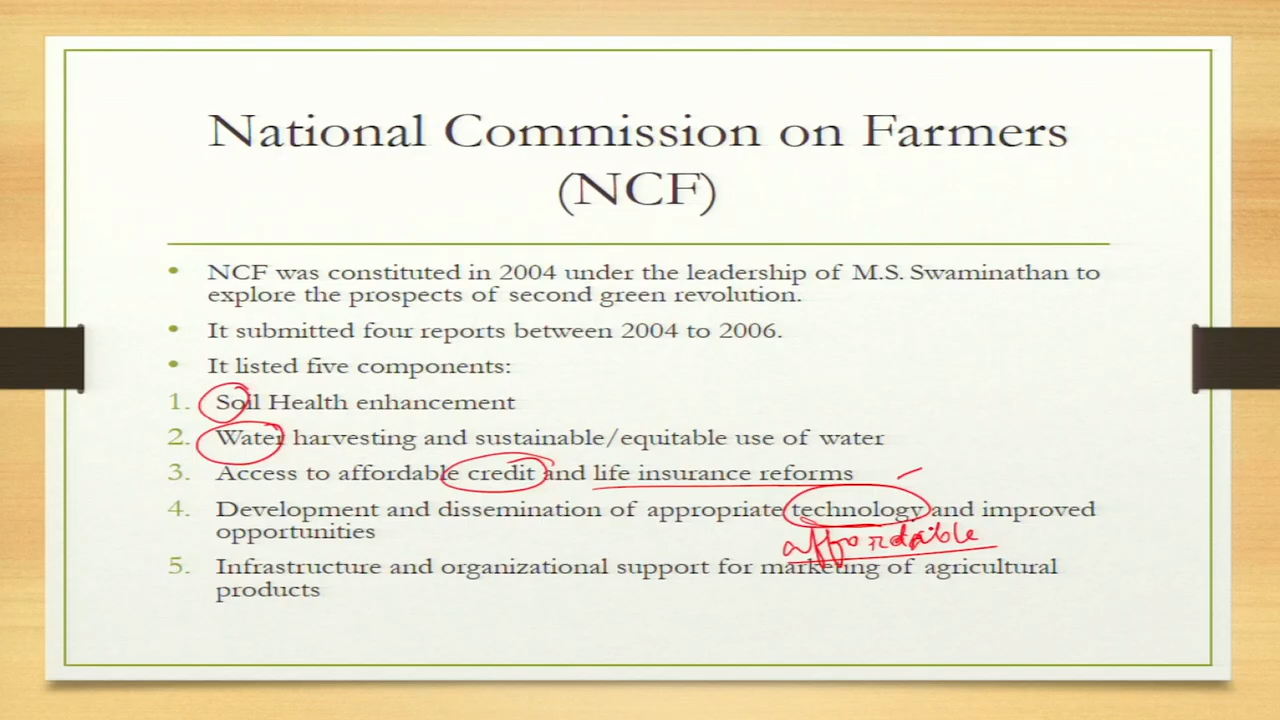 National Commission on Farmers
(NCF)
• NCF was constituted in 2004 under the leadership of M.S. Swaminathan to
explore the prospects of second green revolution.
• It submitted four reports between 2004 to 2006.
• It listed five components:
1. Soil Health enhancement
2. Water harvesting and sustainable/equitable use of water
3. Access to affordable credit and life insurance reforms
4. Development and dissemination of appropriate technology and improved
opportunities
affordable
5. Infrastructure and organizational support for marketing of agricultural
products